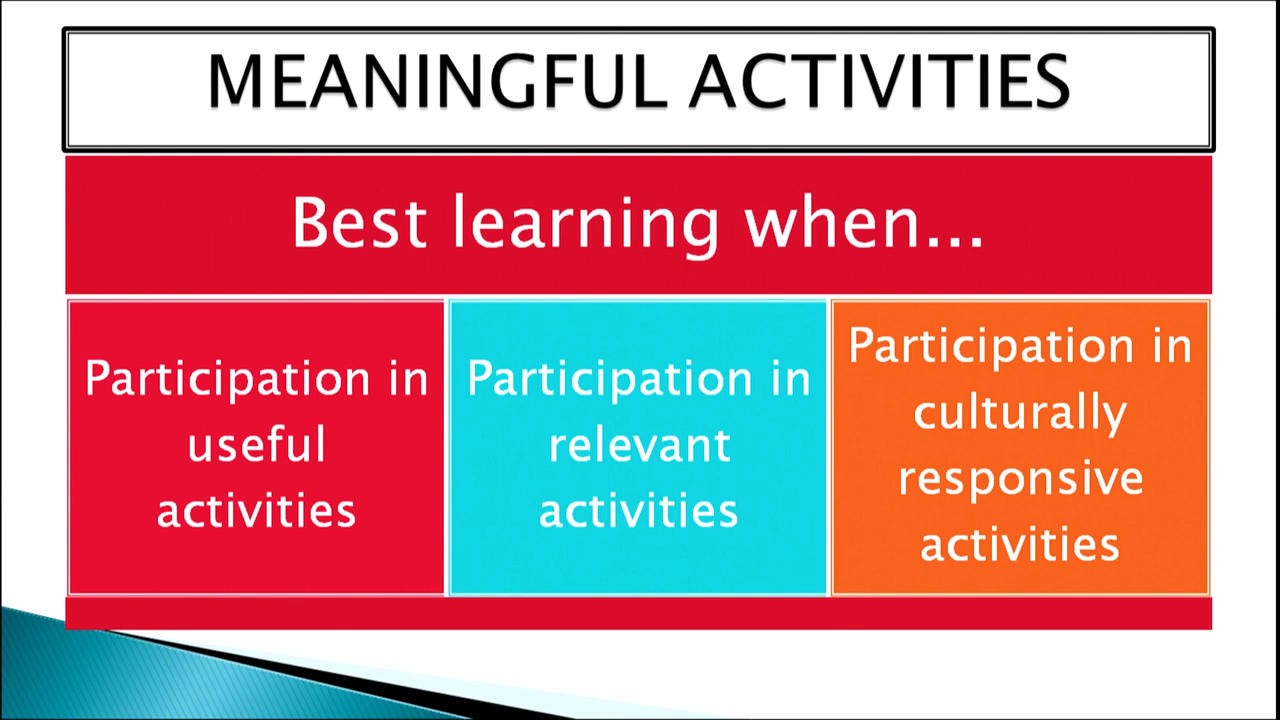 MEANINGFUL ACTIVITIES
Best learning when...
Participation in
useful
activities
Participation in
relevant
activities
Participation in
culturally
responsive
activities